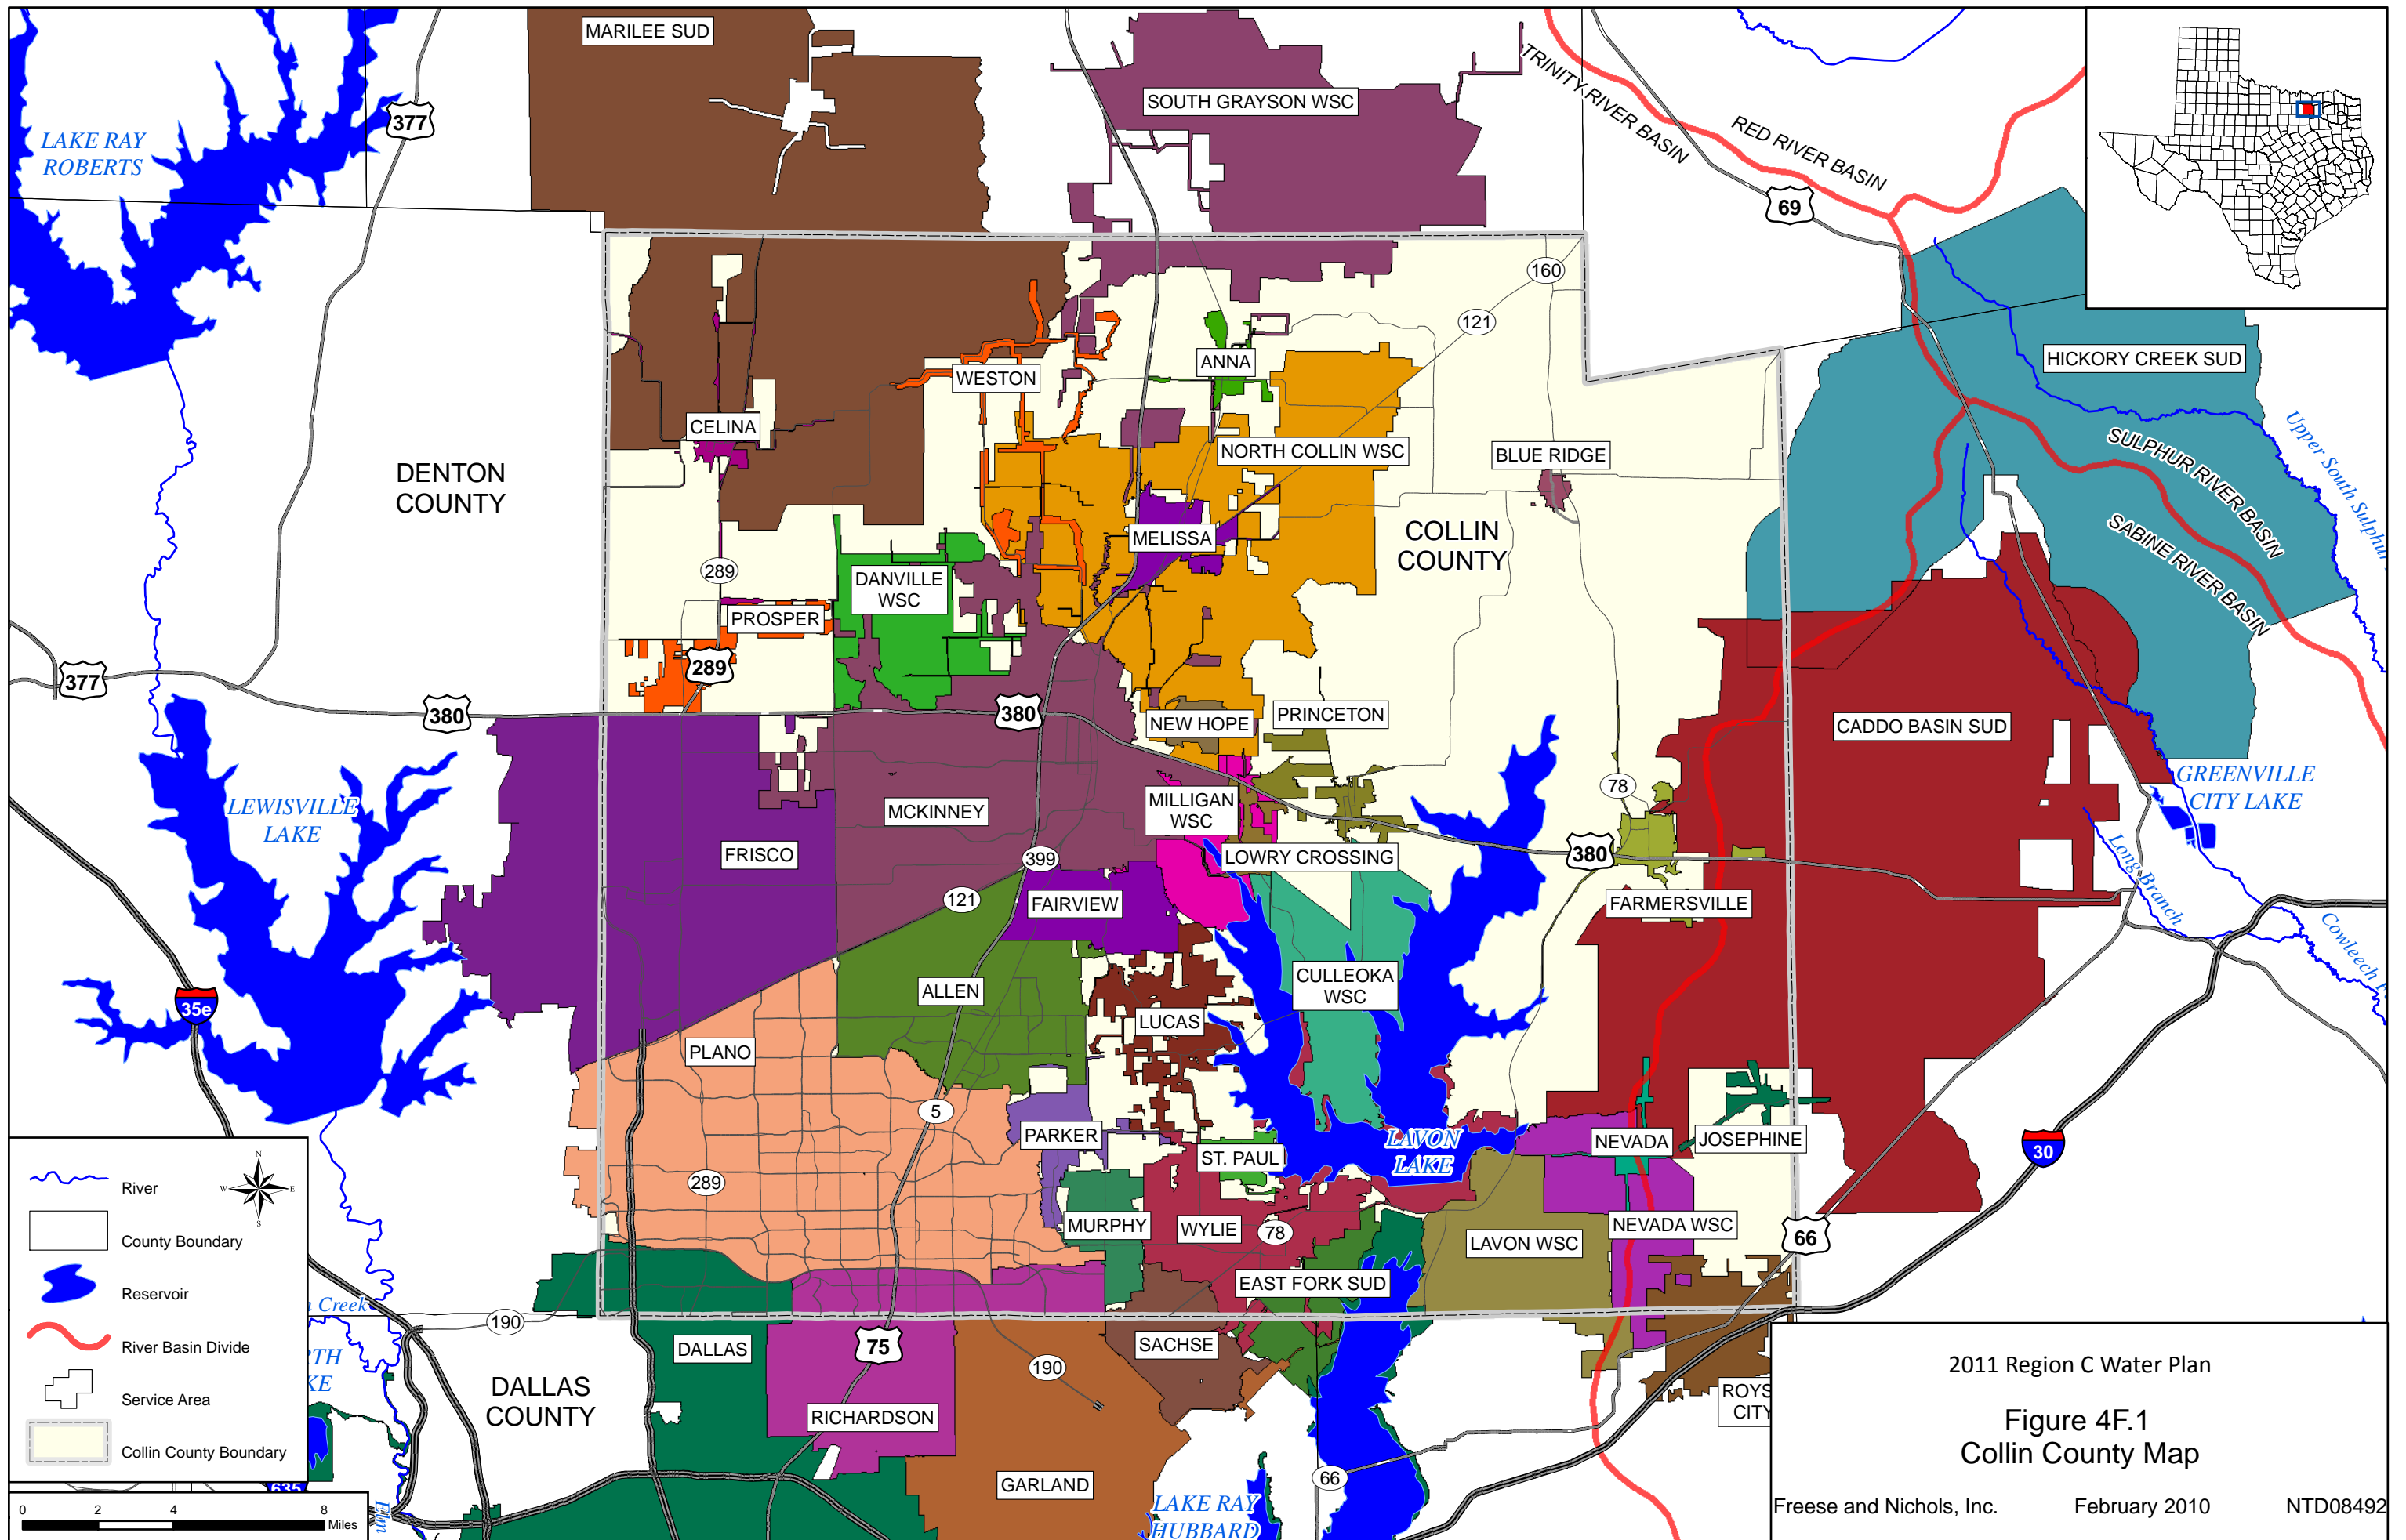 MARILEE SUD
SOUTH GRAYSON WSC
TRINITY RIVER BASIN
RED RIVER BASIN
377
LAKE RAY
ROBERTS
69
160
121
HICKORY CREEK SUD
ANNA
WESTON
CELINA
NORTH COLLIN WSC
BLUE RIDGE
SULPHUR RIVER BASIN
SABINE RIVER BASIN
Upper South Sulphur
DENTON
COUNTY
COLLIN
COUNTY
MELISSA
289
DANVILLE
WSC
PROSPER
289
377
380
380
NEW HOPE
PRINCETON
CADDO BASIN SUD
GREENVILLE
CITY LAKE
78
LEWISVILLE
LAKE
MCKINNEY
MILLIGAN
WSC
FRISCO
399
LOWRY CROSSING
380
Long Branch
121
FAIRVIEW
FARMERSVILLE
Cowleech
35e
ALLEN
CULLEOKA
WSC
LUCAS
PLANO
5
PARKER
ST. PAUL
LAVON
LAKE
NEVADA
JOSEPHINE
30
289
MURPHY
WYLIE
78
LAVON WSC
NEVADA WSC
66
EAST FORK SUD
N
W
E
S
River
County Boundary
Reservoir
River Basin Divide
Service Area
Collin County Boundary
Creek
190
DALLAS
75
190
SACHSE
DALLAS
COUNTY
RICHARDSON
GARLAND
66
LAKE RAY
HUBBARD
635
Elm
0 2 4 8
Miles
2011 Region C Water Plan
Figure 4F.1
Collin County Map
Freese and Nichols, Inc. February 2010 NTD08492